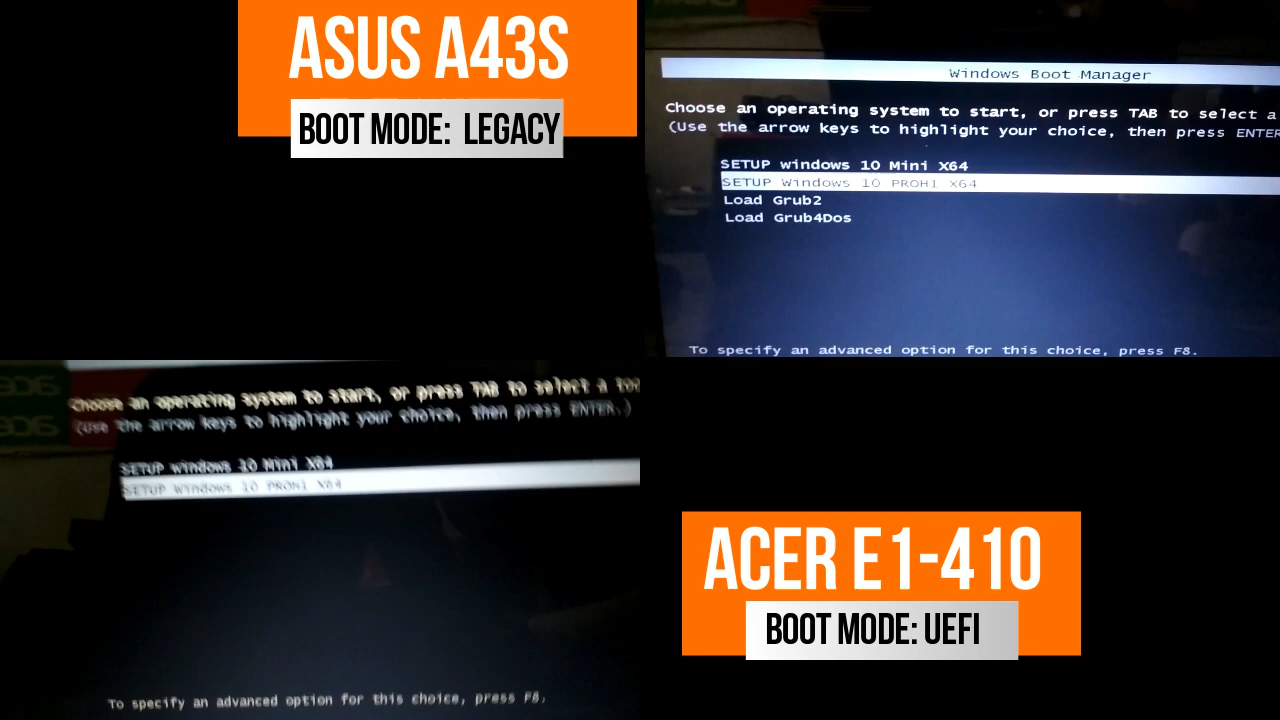 ASUS A43S
BOOT MODE: LEGACY
Windows Boot Manager
Choose an operating system to start, or press TAB to select a
(Use the arrow keys to highlight your choice, then press ENTER
SETUP windows 10 Mini X64
SETUP Windows 10 PROH1 X64
Load Grub2
Load Grub4Dos
To specify an advanced option for this choice, press F8.
Choose an operating system to start, or press TAB to select a too
(Use the arrow keys to highlight your choice, then press ENTER.)
SETUP windows 10 Mini X64
SETUP Windows 10 PROH1 X64
To specify an advanced option for this choice, press F8.
ACER E1-410
BOOT MODE: UEFI